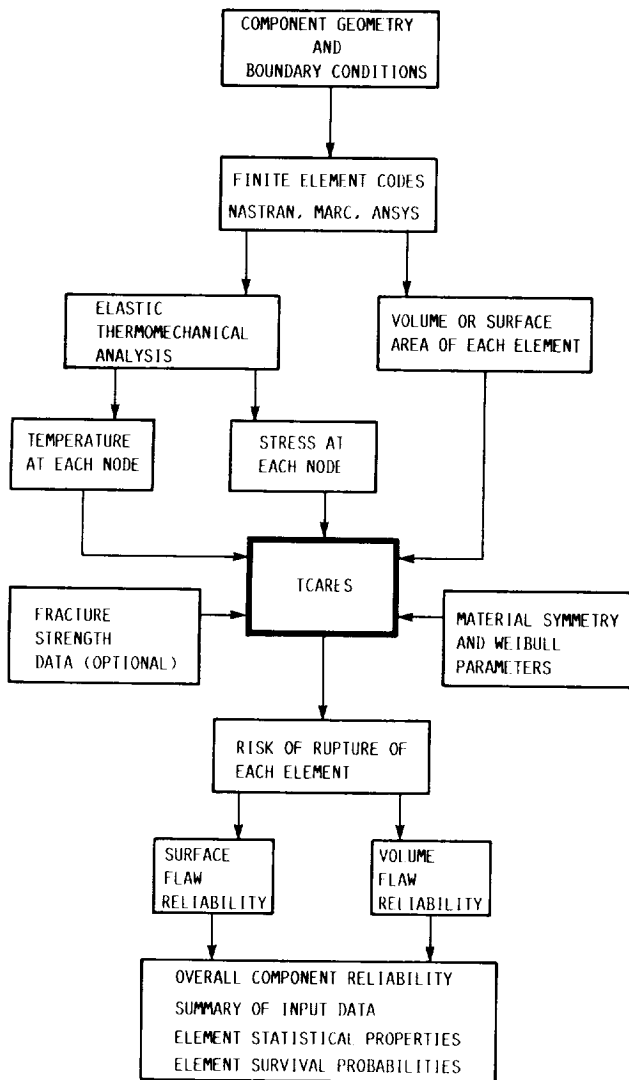 COMPONENT GEOMETRY
AND
BOUNDARY CONDITIONS
FINITE ELEMENT CODES
NASTRAN, MARC, ANSYS
ELASTIC
THERMOMECHANICAL
ANALYSIS
VOLUME OR SURFACE
AREA OF EACH ELEMENT
TEMPERATURE
AT EACH NODE
STRESS AT
EACH NODE
TCARES
FRACTURE
STRENGTH
DATA (OPTIONAL)
MATERIAL SYMMETRY
AND WEIBULL
PARAMETERS
RISK OF RUPTURE OF
EACH ELEMENT
SURFACE
FLAW
RELIABILITY
VOLUME
FLAW
RELIABILITY
OVERALL COMPONENT RELIABILITY
SUMMARY OF INPUT DATA
ELEMENT STATISTICAL PROPERTIES
ELEMENT SURVIVAL PROBABILITIES